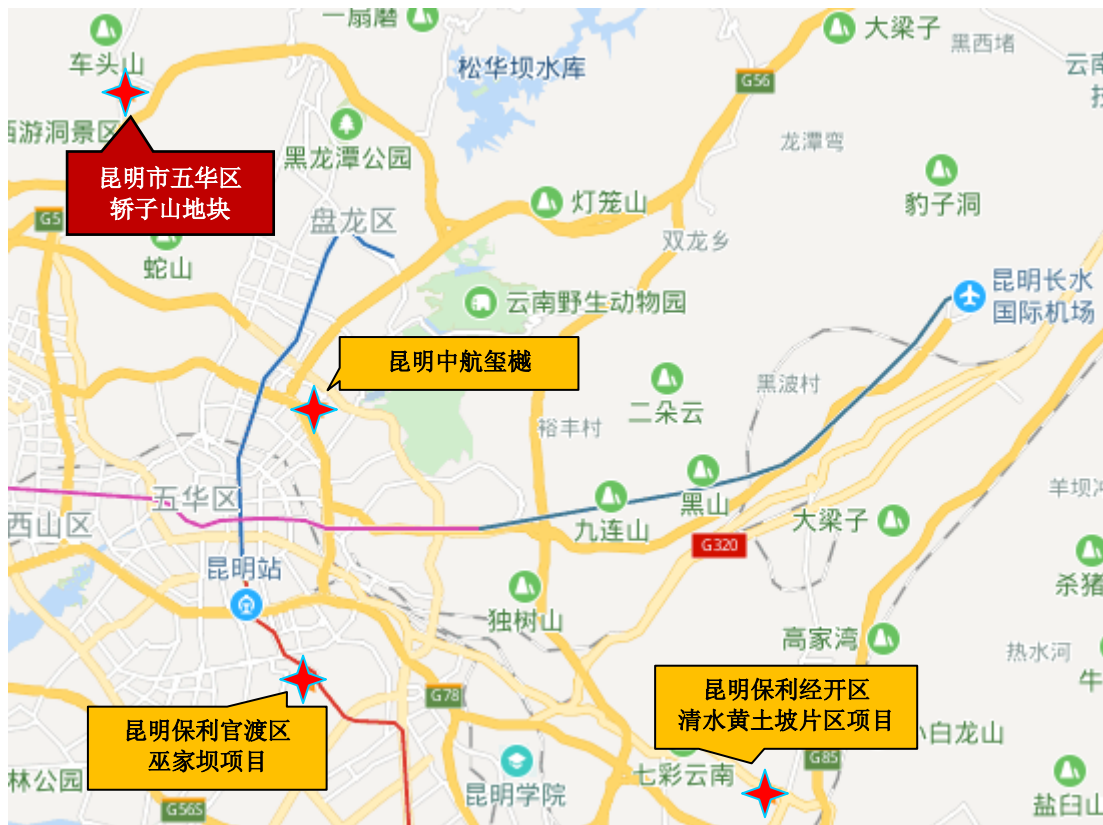 一扇磨
大梁子
黑西堵
车头山
松华坝水库
云南
G56
西游洞景区
黑龙潭公园
龙潭弯
昆明市五华区
轿子山地块
灯笼山
豹子洞
G5
盘龙区
双龙乡
蛇山
云南野生动物园
昆明长水
国际机场
昆明中航玺樾
黑波村
二朵云
裕丰村
五华区
黑山
羊坝冲
西山区
九连山
大梁子
G320
昆明站
杀猪
独树山
高家湾
热水河
牛
昆明保利经开区
清水黄土坡片区项目
G78
昆明保利官渡区
巫家坝项目
小白龙山
G85
林公园
七彩云南
昆明学院
G56S
盐臼山